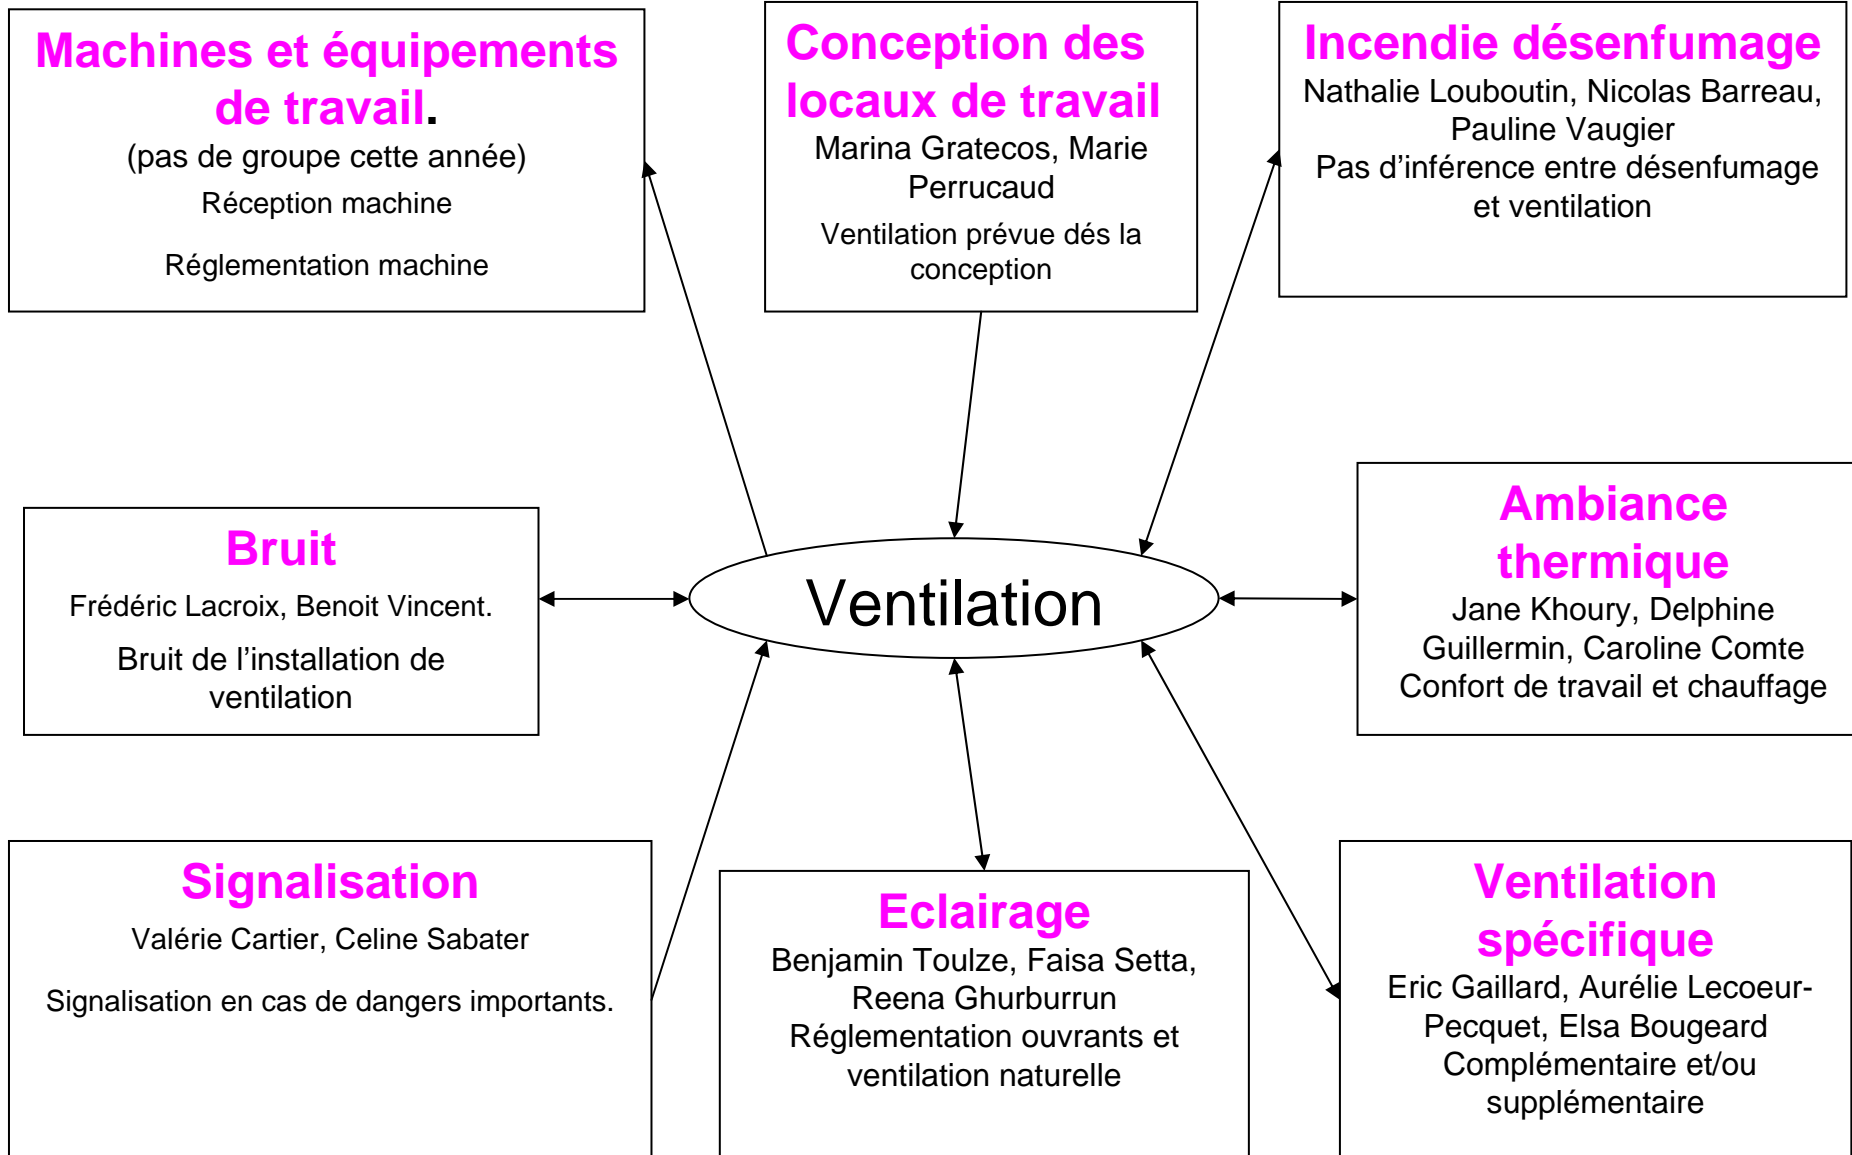 Machines et équipements
de travail.
(pas de groupe cette année)
Réception machine
Réglementation machine
Conception des
locaux de travail
Marina Gratecos, Marie
Perrucaud
Ventilation prévue dés la
conception
Incendie désenfumage
Nathalie Louboutin, Nicolas Barreau,
Pauline Vaugier
Pas d’inférence entre désenfumage
et ventilation
Bruit
Frédéric Lacroix, Benoit Vincent.
Bruit de l’installation de
ventilation
Ventilation
Ambiance
thermique
Jane Khoury, Delphine
Guillermin, Caroline Comte
Confort de travail et chauffage
Signalisation
Valérie Cartier, Celine Sabater
Signalisation en cas de dangers importants.
Eclairage
Benjamin Toulze, Faisa Setta,
Reena Ghurburrun
Réglementation ouvrants et
ventilation naturelle
Ventilation
spécifique
Eric Gaillard, Aurélie Lecoeur-
Pecquet, Elsa Bougeard
Complémentaire et/ou
supplémentaire